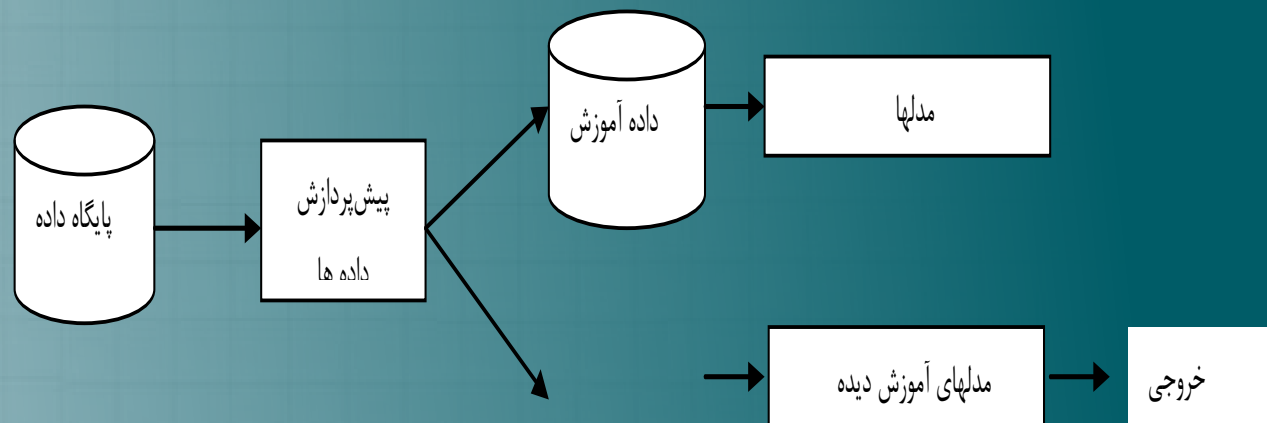 پایگاه داده
پیش‌پردازش
داده ها
داده آموزش
مدلها
مدلهای آموزش دیده
خروجی